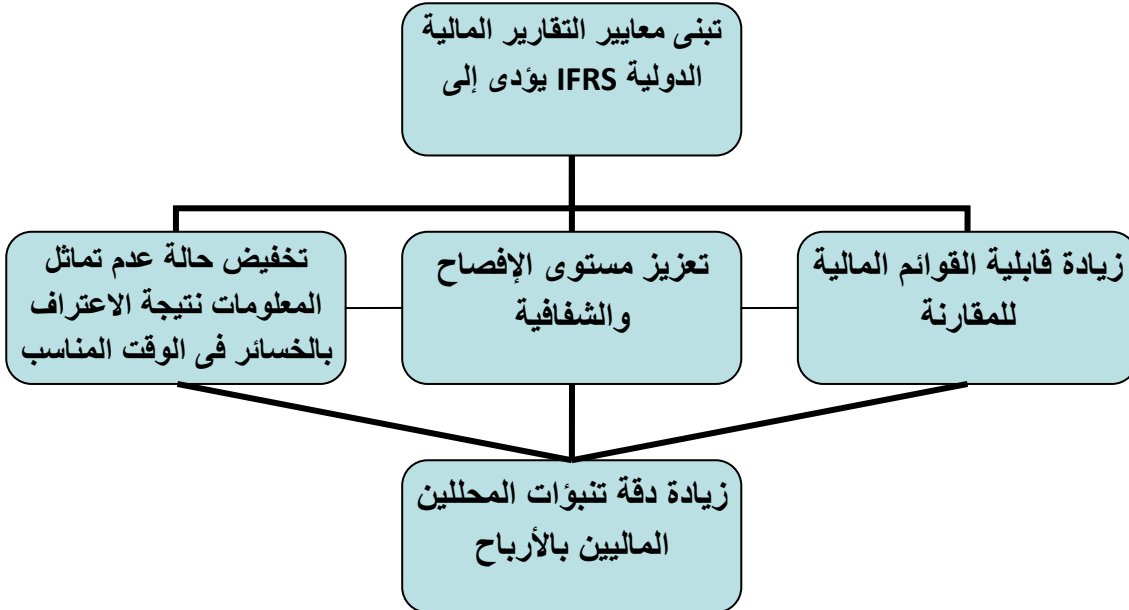 تبنى معايير التقارير المالية
الدولية IFRS يؤدى إلى
زيادة قابلية القوائم المالية
للمقارنة
تعزيز مستوى الإفصاح
والشفافية
تخفيض حالة عدم تماثل
المعلومات نتيجة الاعتراف
بالخسائر فى الوقت المناسب
زيادة دقة تنبؤات المحللين
الماليين بالأرباح